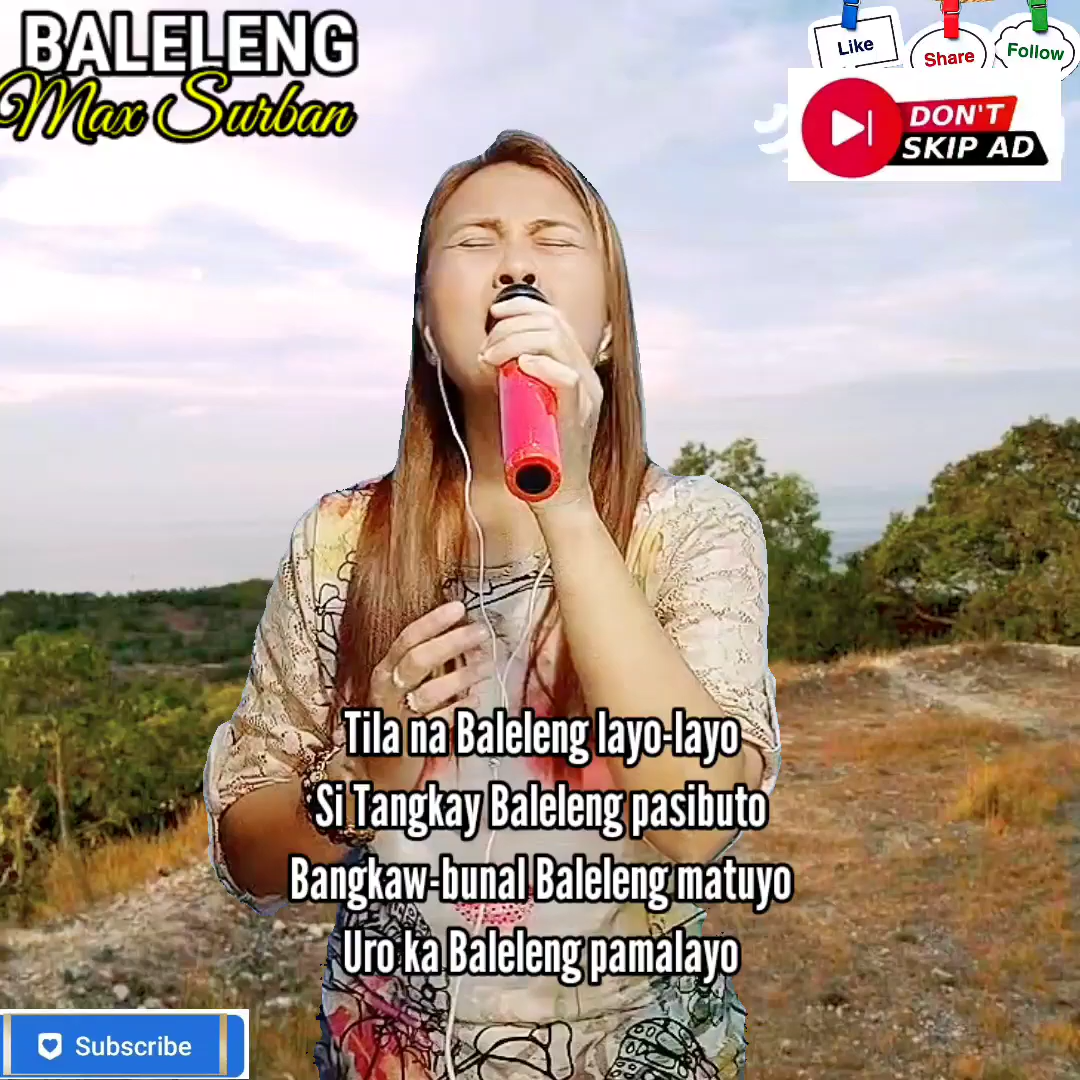 BALELENG
Max Surban
Like
Share
Follow
DON'T
SKIP AD
Tila na Baleleng layo-layo
Si Tangkay Baleleng pasibuto
Bangkaw-bunal Baleleng matuyo
Uro ka Baleleng pamalayo
Subscribe